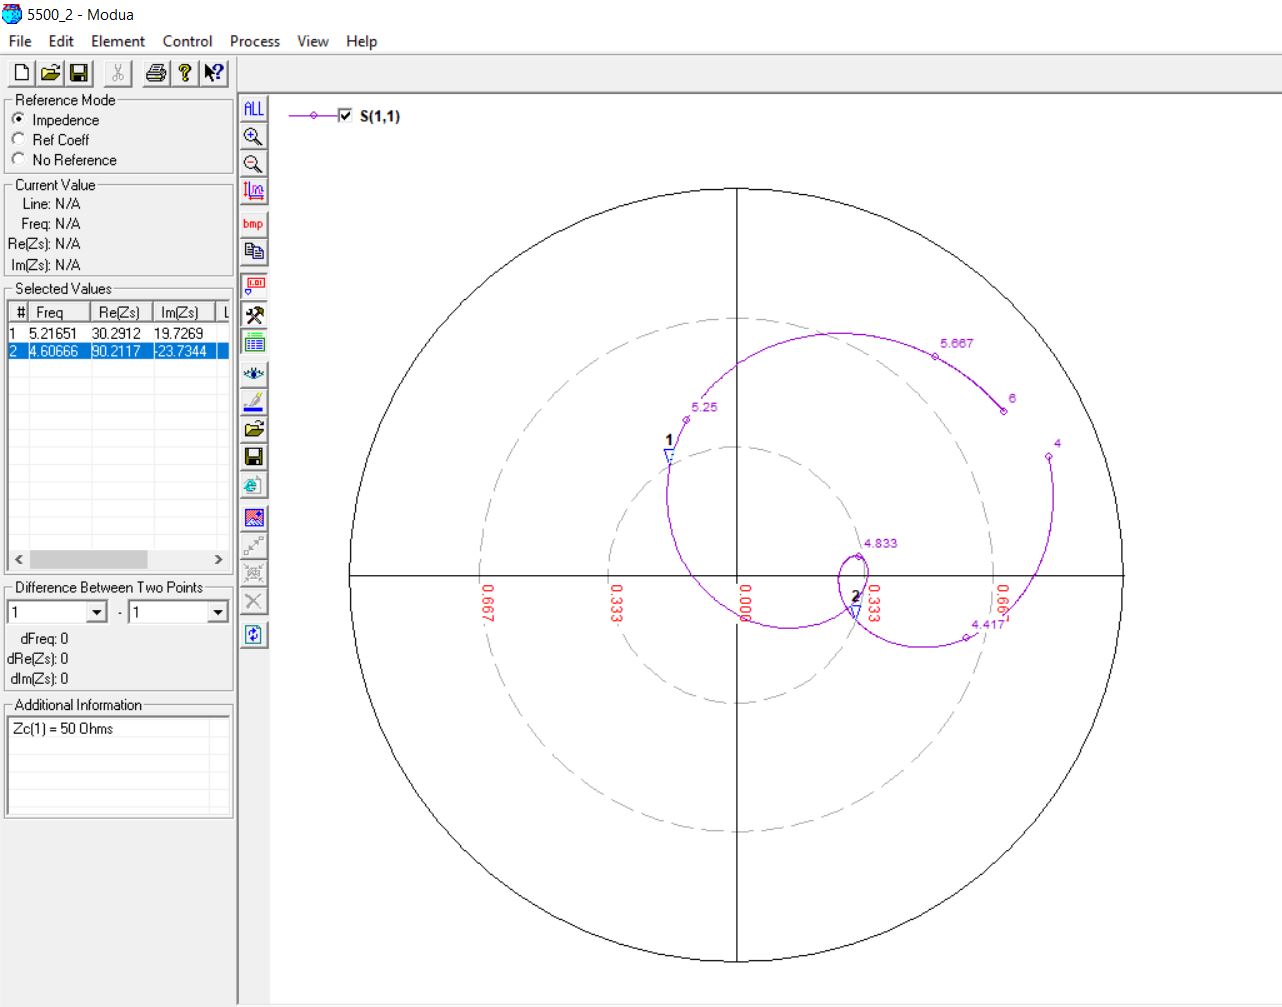 5500_2 - Modua
File Edit Element Control Process View Help
Reference Mode
Impedence
Ref Coeff
No Reference
Current Value
Line: N/A
Freq: N/A
Re(Zs): N/A
Im(Zs): N/A
Selected Values
# Freq Re(Zs) Im(Zs) L
1 5.21651 30.2912 19.7269
2 4.60666 90.2117 -23.7344
Difference Between Two Points
1 - 1
dFreq: 0
dRe(Zs): 0
dIm(Zs): 0
Additional Information
Zc(1) = 50 Ohms
ALL
bmp
1.01
S(1,1)
5.667
6
5.25
1
4
4.833
2
4.417
0.667
0.333
0.000
0.333
0.667